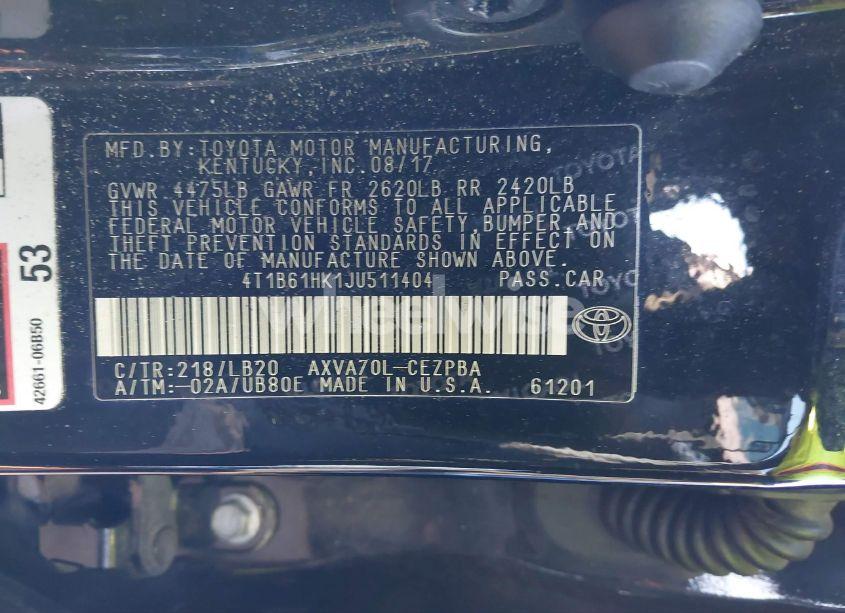 MFD.BY:TOYOTA MOTOR MANUFACTURING,
KENTUCKY,INC.08/17
GVWR 4475LB GAWR FR 2620LB RR 2420LB
THIS VEHICLE CONFORMS TO ALL APPLICABLE
FEDERAL MOTOR VEHICLE SAFETY,BUMPER,AND
THEFT PREVENTION STANDARDS IN EFFECT ON
THE DATE OF MANUFACTURE SHOWN ABOVE.
4T1B61HK1JU511404 PASS.CAR
C/TR:218/LB20 AXVA70L-CEZPBA
A/TM:-02A/UB80E MADE IN U.S.A. 61201
53
42661-06B50
TOYOTA
wheelwise